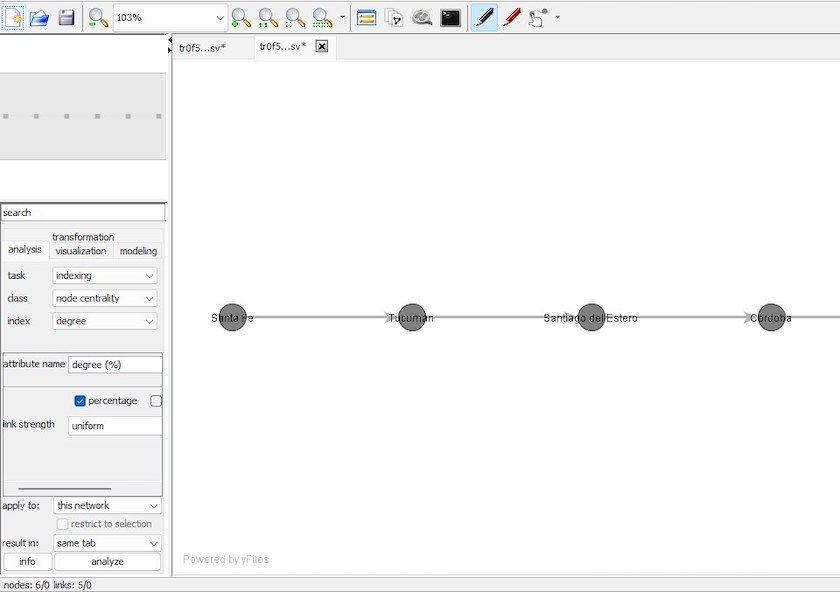 103%
tr0f5...sv*
tr0f5...sv*
search
transformation
analysis visualization modeling
task indexing
class node centrality
index degree
attribute name degree (%)
percentage
link strength uniform
apply to: this network
restrict to selection
result in: same tab
info analyze
nodes: 6/0 links: 5/0
Santa Fe
Tucumán
Santiago del Estero
Córdoba
Powered by yFiles